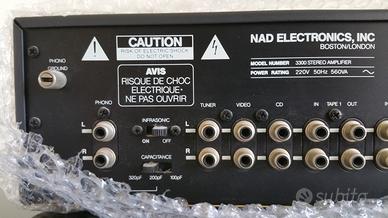 CAUTION
RISK OF ELECTRIC SHOCK
DO NOT OPEN
NAD ELECTRONICS, INC
BOSTON/LONDON
PHONO
GROUND
AVIS
RISQUE DE CHOC
ELECTRIQUE-
NE PAS OUVRIR
MODEL NUMBER 3300 STEREO AMPLIFIER
POWER RATING 220V 50Hz 560VA
PHONO
INFRASONIC
TUNER VIDEO CD IN TAPE 1 OUT
L
ON OFF
L
R
CAPACITANCE
R
320pF 200pF 100pF
subito